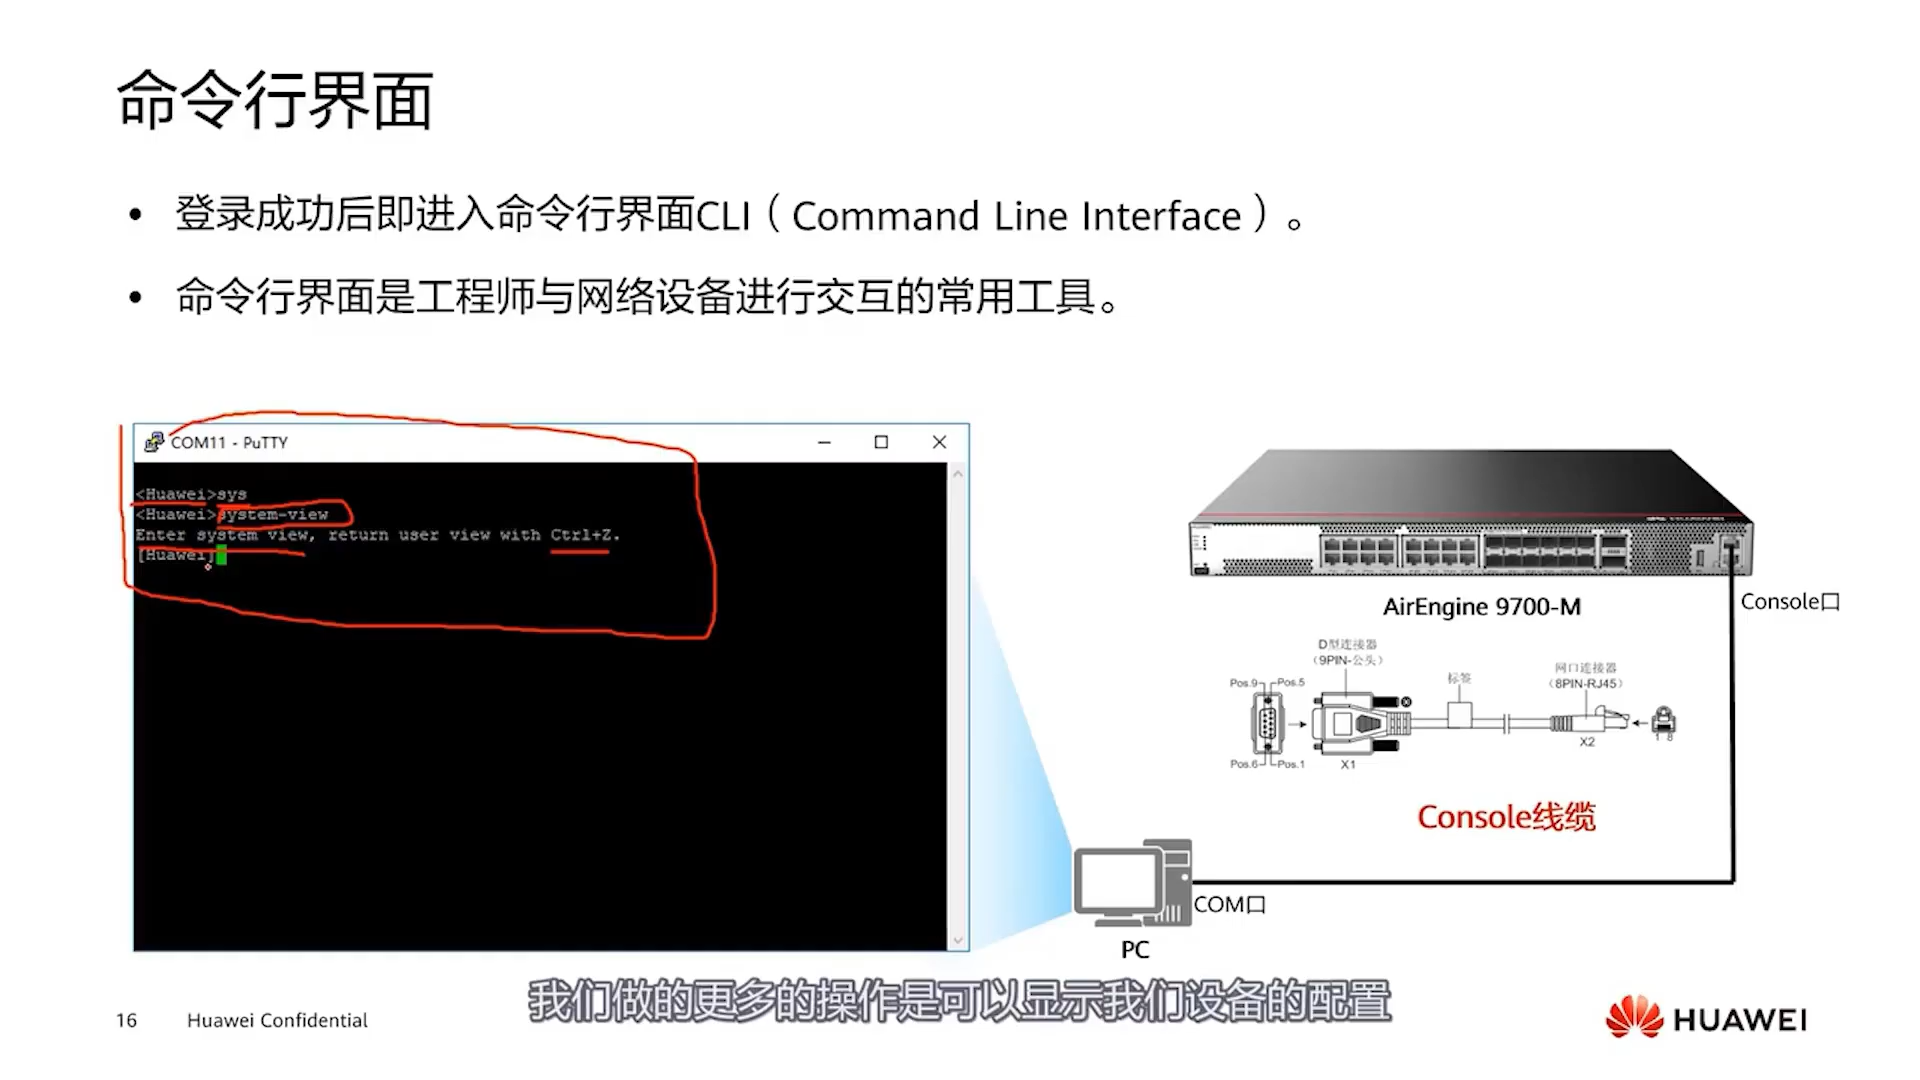 命令行界面
• 登录成功后即进入命令行界面CLI（Command Line Interface）。
• 命令行界面是工程师与网络设备进行交互的常用工具。
COM11 - PuTTY
<Huawei>sys
<Huawei>system-view
Enter system view, return user view with Ctrl+Z.
[Huawei]
HUAWEI
AirEngine 9700-M
Console口
D型连接器
（9PIN-公头）
标签
网口连接器
（8PIN-RJ45）
Pos.9
Pos.5
Pos.6
Pos.1
X1
X2
1 8
Console线缆
COM口
PC
我们做的更多的操作是可以显示我们设备的配置
16
Huawei Confidential
HUAWEI